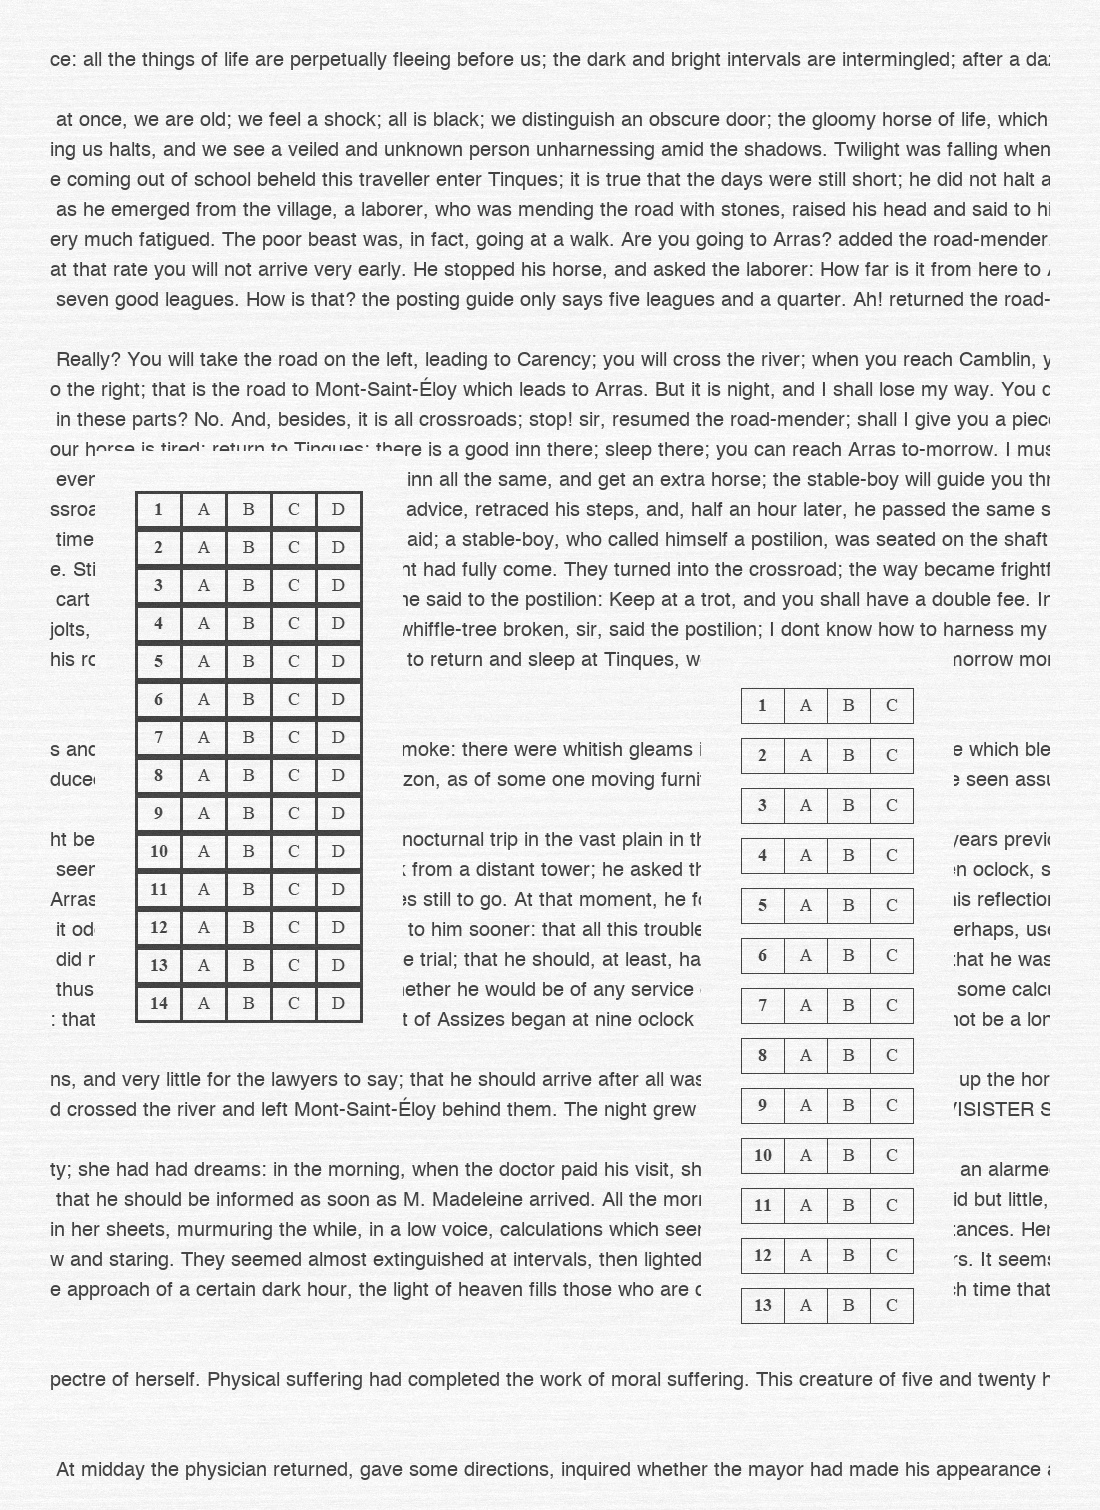 ce: all the things of life are perpetually fleeing before us; the dark and bright intervals are intermingled; after a da
at once, we are old; we feel a shock; all is black; we distinguish an obscure door; the gloomy horse of life, which
ing us halts, and we see a veiled and unknown person unharnessing amid the shadows. Twilight was falling when
e coming out of school beheld this traveller enter Tinques; it is true that the days were still short; he did not halt a
as he emerged from the village, a laborer, who was mending the road with stones, raised his head and said to hi
ery much fatigued. The poor beast was, in fact, going at a walk. Are you going to Arras? added the road-mender.
at that rate you will not arrive very early. He stopped his horse, and asked the laborer: How far is it from here to
seven good leagues. How is that? the posting guide only says five leagues and a quarter. Ah! returned the road-
Really? You will take the road on the left, leading to Carency; you will cross the river; when you reach Camblin, y
o the right; that is the road to Mont-Saint-Éloy which leads to Arras. But it is night, and I shall lose my way. You
in these parts? No. And, besides, it is all crossroads; stop! sir, resumed the road-mender; shall I give you a piec
our horse is tired; return to Tinques; there is a good inn there; sleep there; you can reach Arras to-morrow. I mus
ever inn all the same, and get an extra horse; the stable-boy will guide you thr
ssroa advice, retraced his steps, and, half an hour later, he passed the same s
time aid; a stable-boy, who called himself a postilion, was seated on the shaft
e. Sti nt had fully come. They turned into the crossroad; the way became frightf
cart he said to the postilion: Keep at a trot, and you shall have a double fee. In
jolts, whiffle-tree broken, sir, said the postilion; I dont know how to harness my
his ro to return and sleep at Tinques, w morrow mor
s and moke: there were whitish gleams i e which ble
duced zon, as of some one moving furni e seen assu
ht be nocturnal trip in the vast plain in th years previo
seen k from a distant tower; he asked th en oclock, s
Arras es still to go. At that moment, he fo his reflection
it od to him sooner: that all this trouble erhaps, use
did n e trial; that he should, at least, ha that he was
thus hether he would be of any service some calcu
: that t of Assizes began at nine oclock not be a lon
ns, and very little for the lawyers to say; that he should arrive after all was up the hor
d crossed the river and left Mont-Saint-Éloy behind them. The night grew VISISTER S
ty; she had had dreams: in the morning, when the doctor paid his visit, sh an alarme
that he should be informed as soon as M. Madeleine arrived. All the morn id but little,
in her sheets, murmuring the while, in a low voice, calculations which seem tances. Her
w and staring. They seemed almost extinguished at intervals, then lighted rs. It seems
e approach of a certain dark hour, the light of heaven fills those who are ch time that
pectre of herself. Physical suffering had completed the work of moral suffering. This creature of five and twenty h
At midday the physician returned, gave some directions, inquired whether the mayor had made his appearance a
1 A B C D
2 A B C D
3 A B C D
4 A B C D
5 A B C D
6 A B C D
7 A B C D
8 A B C D
9 A B C D
10 A B C D
11 A B C D
12 A B C D
13 A B C D
14 A B C D
1 A B C
2 A B C
3 A B C
4 A B C
5 A B C
6 A B C
7 A B C
8 A B C
9 A B C
10 A B C
11 A B C
12 A B C
13 A B C